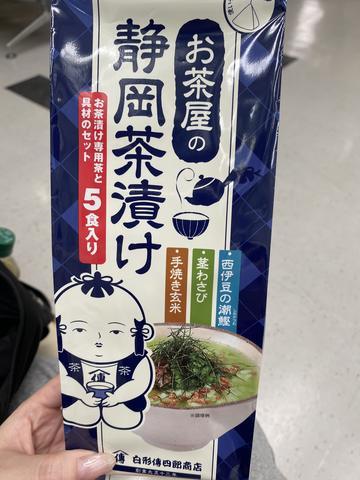 お茶屋の
静岡茶漬け
お茶漬け専用茶と
具材のセット
5食入り
西伊豆の潮鰹
茎わさび
手焼き玄米
茶
茶
傳
白形傳四郎商店